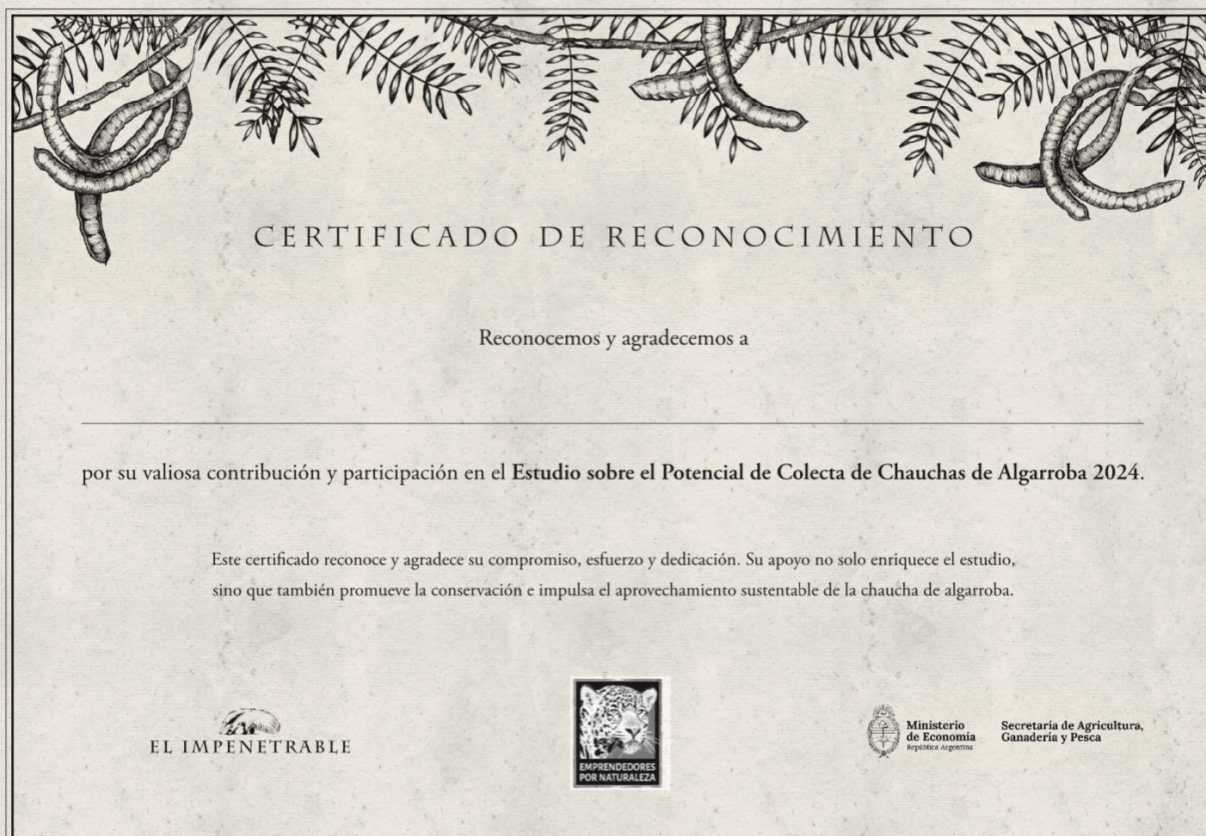 CERTIFICADO DE RECONOCIMIENTO
Reconocemos y agradecemos a
por su valiosa contribución y participación en el Estudio sobre el Potencial de Colecta de Chauchas de Algarroba 2024.
Este certificado reconoce y agradece su compromiso, esfuerzo y dedicación. Su apoyo no solo enriquece el estudio,
sino que también promueve la conservación e impulsa el aprovechamiento sustentable de la chaucha de algarroba.
EL IMPENETRABLE
EMPRENDEDORES
POR NATURALEZA
Ministerio
de Economía
República Argentina
Secretaría de Agricultura,
Ganadería y Pesca